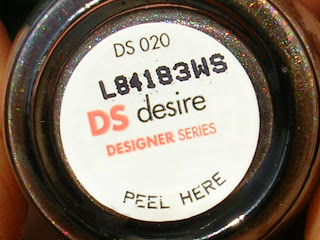 DS 020
L84183WS
DS desire
DESIGNER SERIES
PEEL HERE